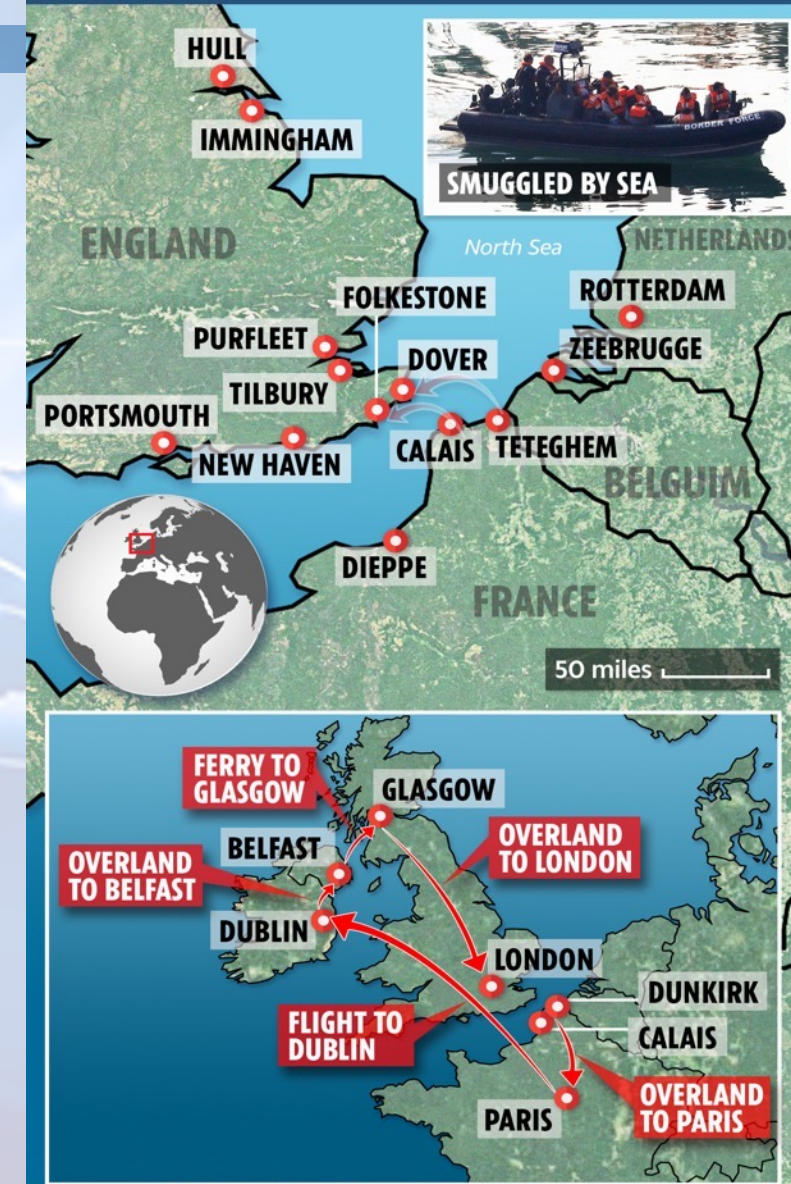 HULL
IMMINGHAM
BORDER FORCE
SMUGGLED BY SEA
ENGLAND
North Sea
NETHERLANDS
FOLKESTONE
ROTTERDAM
PURFLEET
DOVER
ZEEBRUGGE
TILBURY
PORTSMOUTH
NEW HAVEN
CALAIS
TETEGHEM
BELGUIM
DIEPPE
FRANCE
50 miles
FERRY TO
GLASGOW
GLASGOW
BELFAST
OVERLAND
TO LONDON
OVERLAND
TO BELFAST
DUBLIN
LONDON
DUNKIRK
FLIGHT TO
DUBLIN
CALAIS
OVERLAND
TO PARIS
PARIS